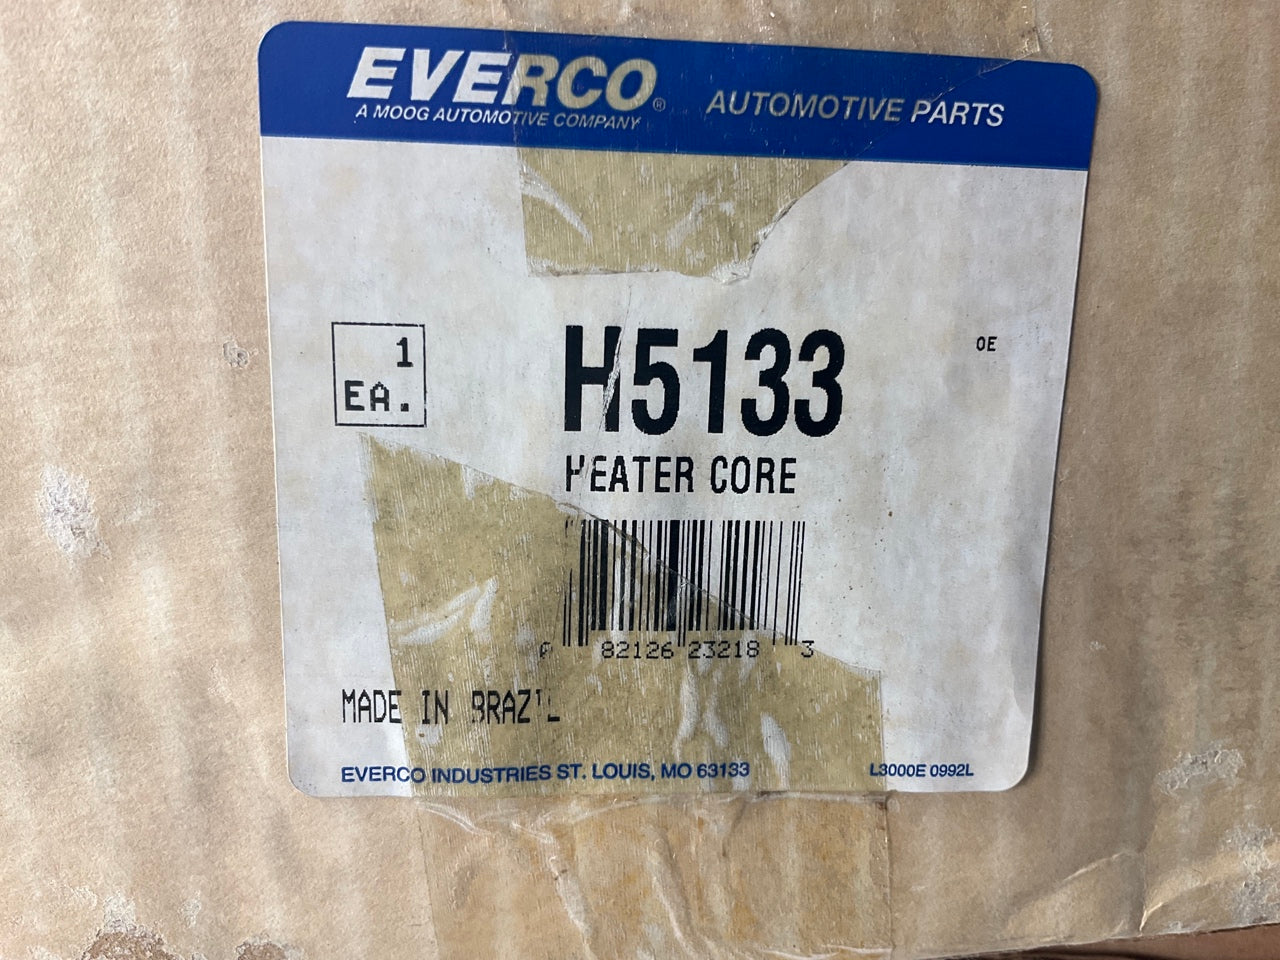 EVERCO®
A MOOG AUTOMOTIVE COMPANY
AUTOMOTIVE PARTS
1
EA.
H5133
OE
HEATER CORE
0 82126 23218 3
MADE IN BRAZIL
EVERCO INDUSTRIES ST. LOUIS, MO 63133
L3000E 0992L